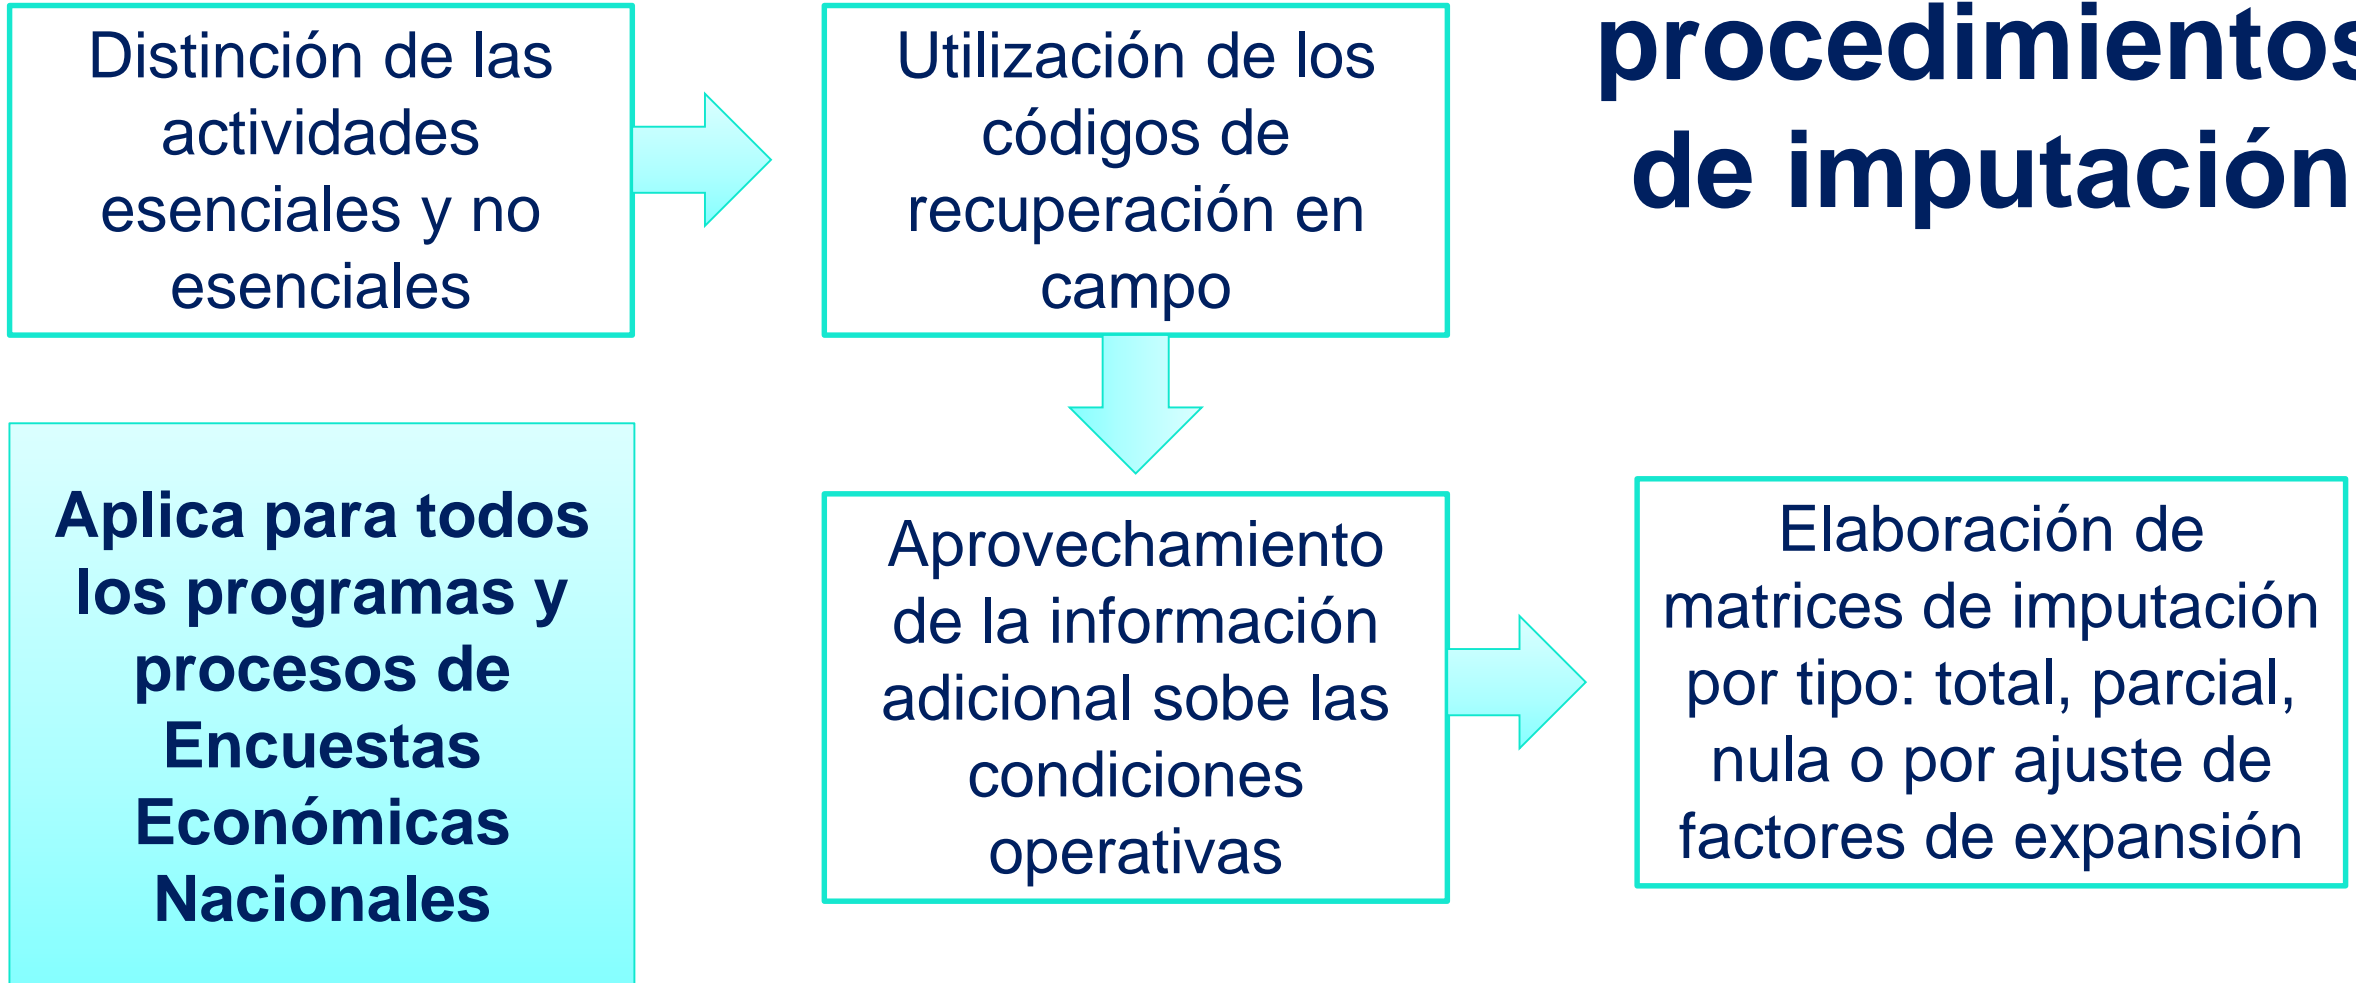 procedimientos
de imputación
Distinción de las
actividades
esenciales y no
esenciales
Utilización de los
códigos de
recuperación en
campo
Aprovechamiento
de la información
adicional sobe las
condiciones
operativas
Elaboración de
matrices de imputación
por tipo: total, parcial,
nula o por ajuste de
factores de expansión
Aplica para todos
los programas y
procesos de
Encuestas
Económicas
Nacionales